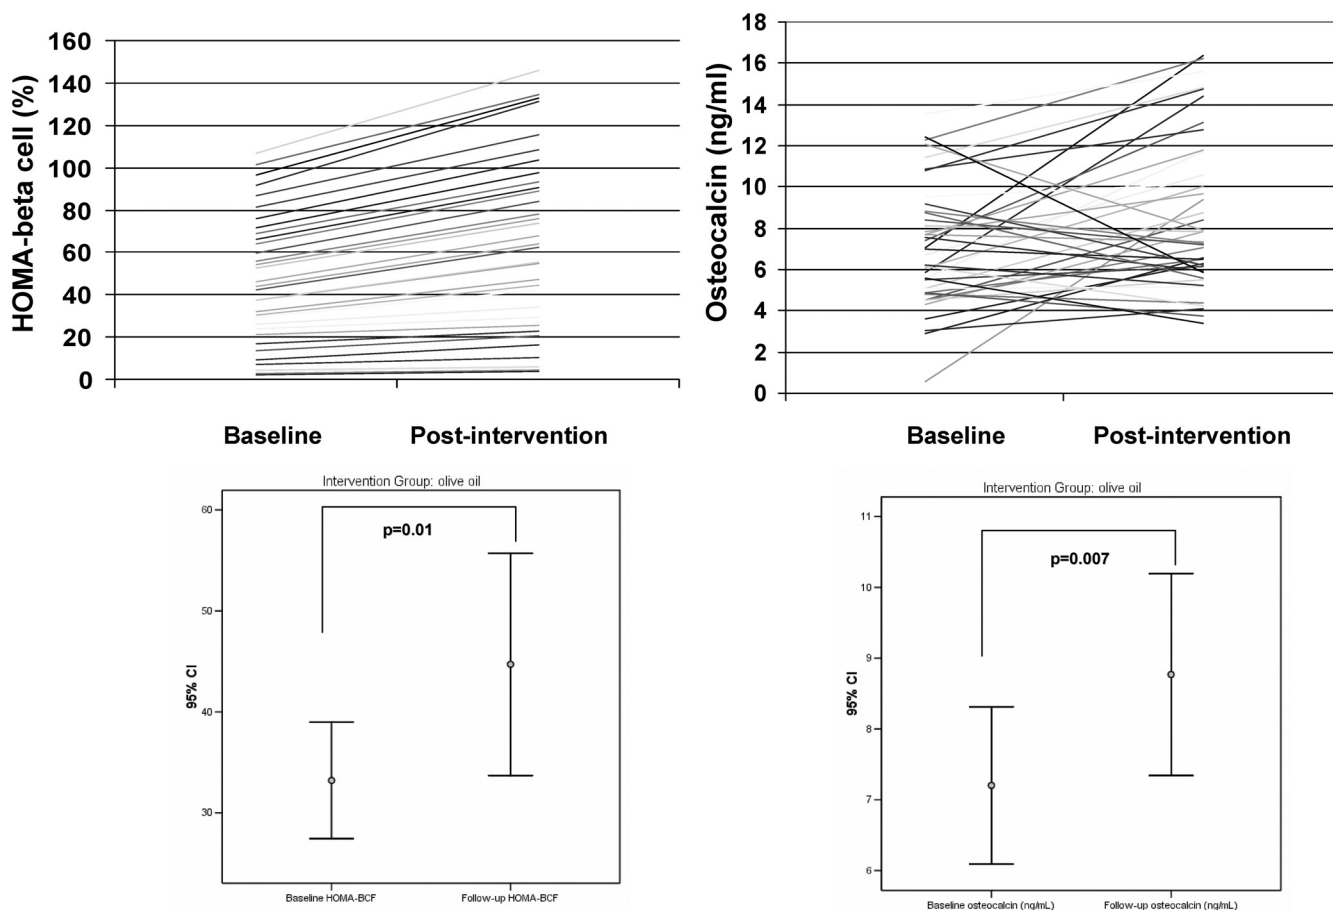 HOMA-beta cell (%)
160
140
120
100
80
60
40
20
0
Baseline Post-intervention
Osteocalcin (ng/ml)
18
16
14
12
10
8
6
4
2
0
Baseline Post-intervention
Intervention Group: olive oil
p=0.01
95% CI
60
50
40
30
Baseline HOMA-BCF Follow-up HOMA-BCF
Intervention Group: olive oil
p=0.007
95% CI
11
10
9
8
7
6
Baseline osteocalcin (ng/mL) Follow-up osteocalcin (ng/mL)